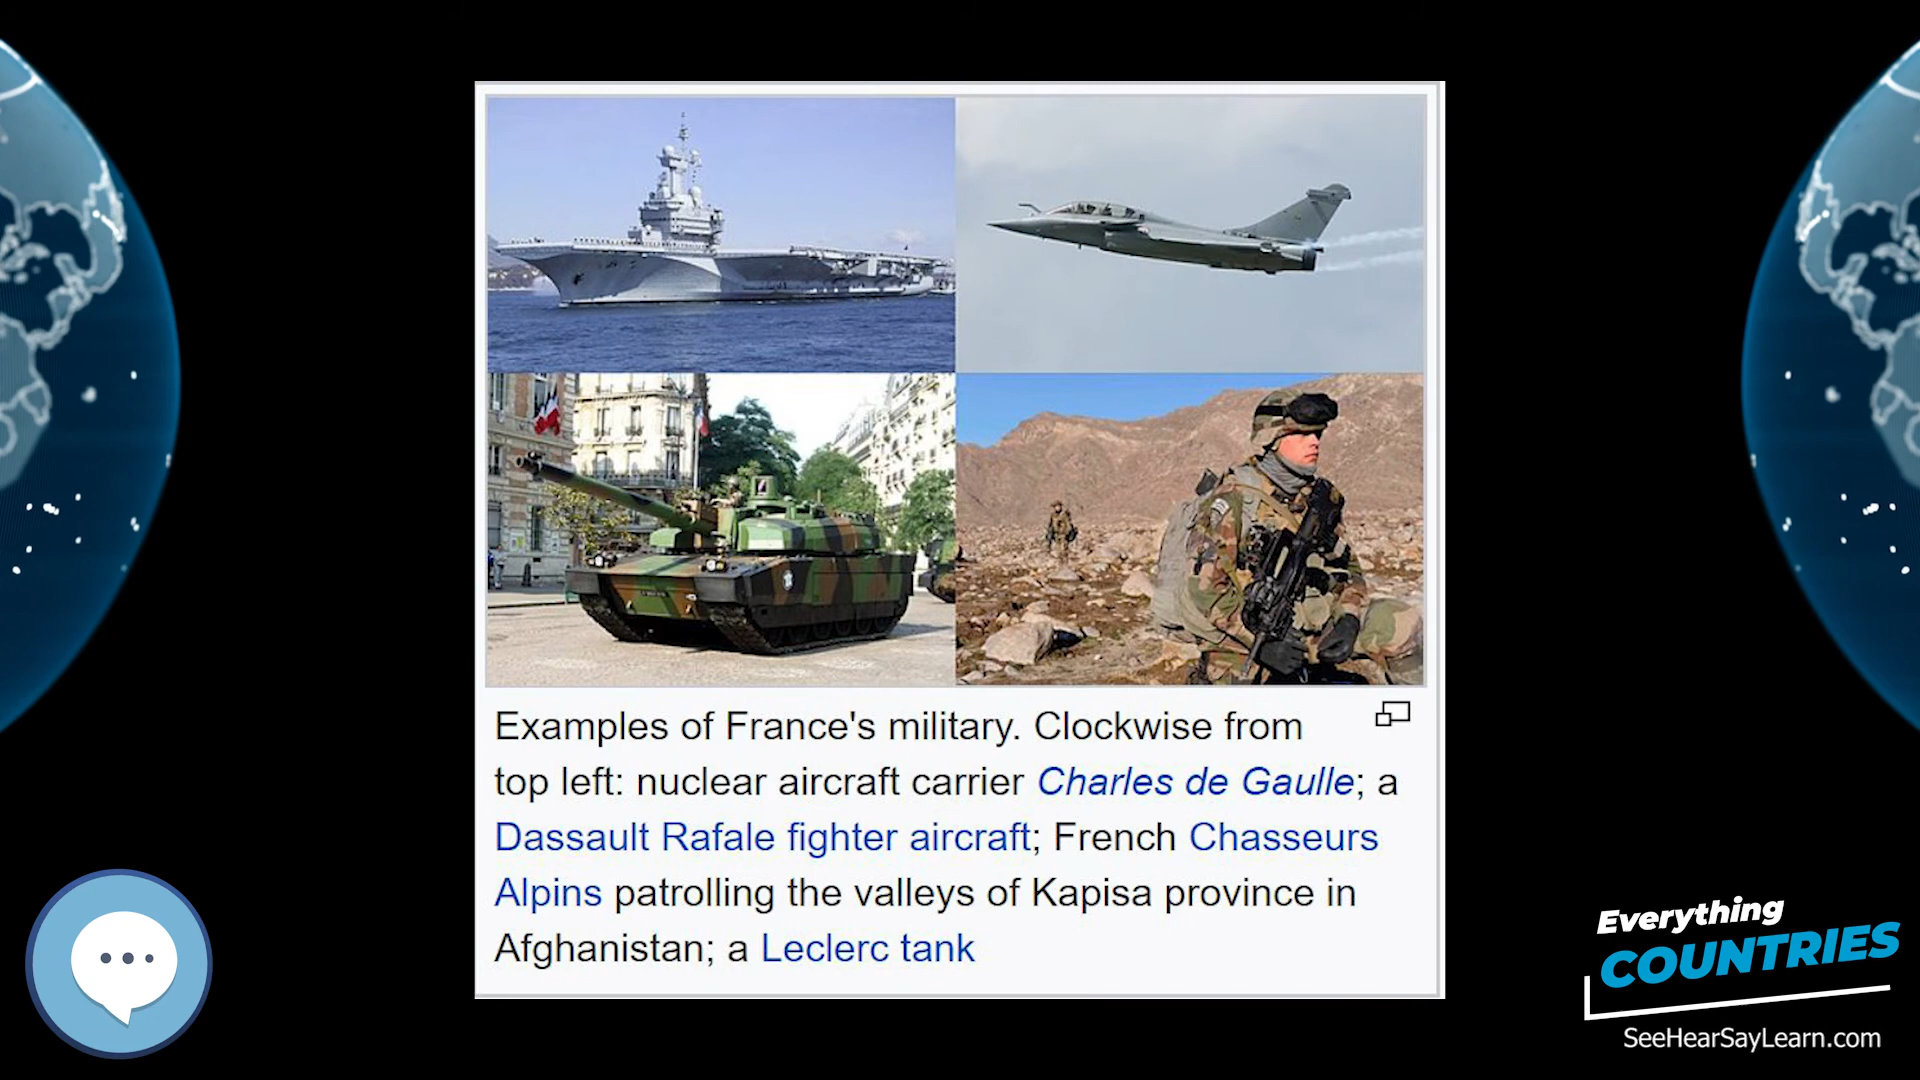 Examples of France's military. Clockwise from
top left: nuclear aircraft carrier Charles de Gaulle; a
Dassault Rafale fighter aircraft; French Chasseurs
Alpins patrolling the valleys of Kapisa province in
Afghanistan; a Leclerc tank
Everything
COUNTRIES
SeeHearSayLearn.com